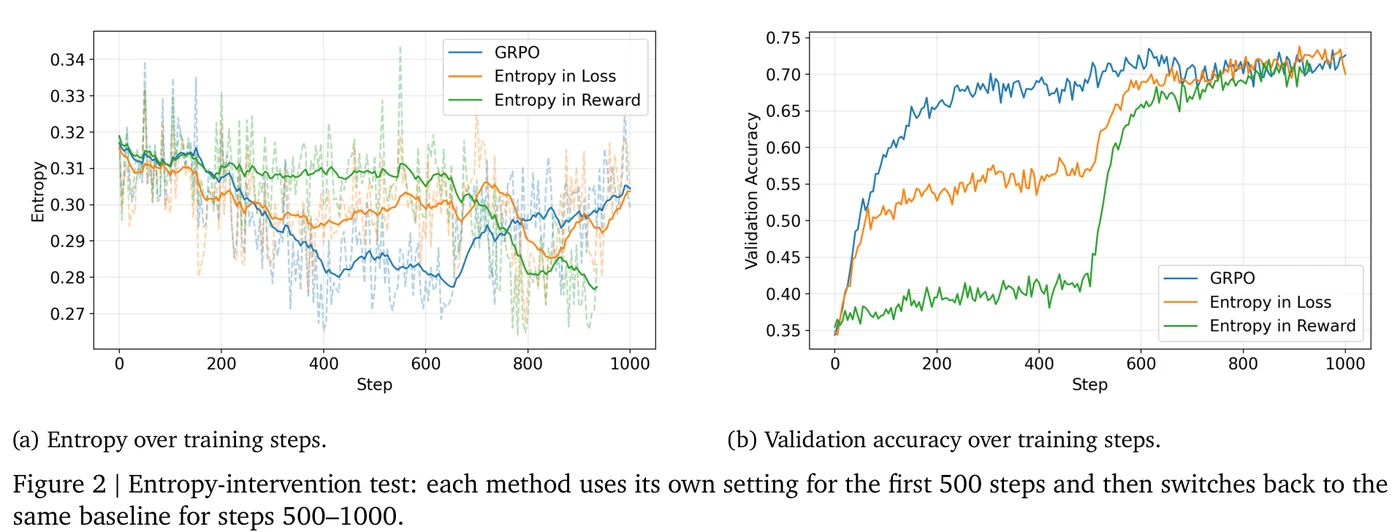 0.34
0.33
0.32
0.31
0.30
0.29
0.28
0.27
Entropy
0 200 400 600 800 1000
Step
GRPO
Entropy in Loss
Entropy in Reward
0.75
0.70
0.65
0.60
0.55
0.50
0.45
0.40
0.35
Validation Accuracy
0 200 400 600 800 1000
Step
GRPO
Entropy in Loss
Entropy in Reward
(a) Entropy over training steps.
(b) Validation accuracy over training steps.
Figure 2 | Entropy-intervention test: each method uses its own setting for the first 500 steps and then switches back to the
same baseline for steps 500–1000.